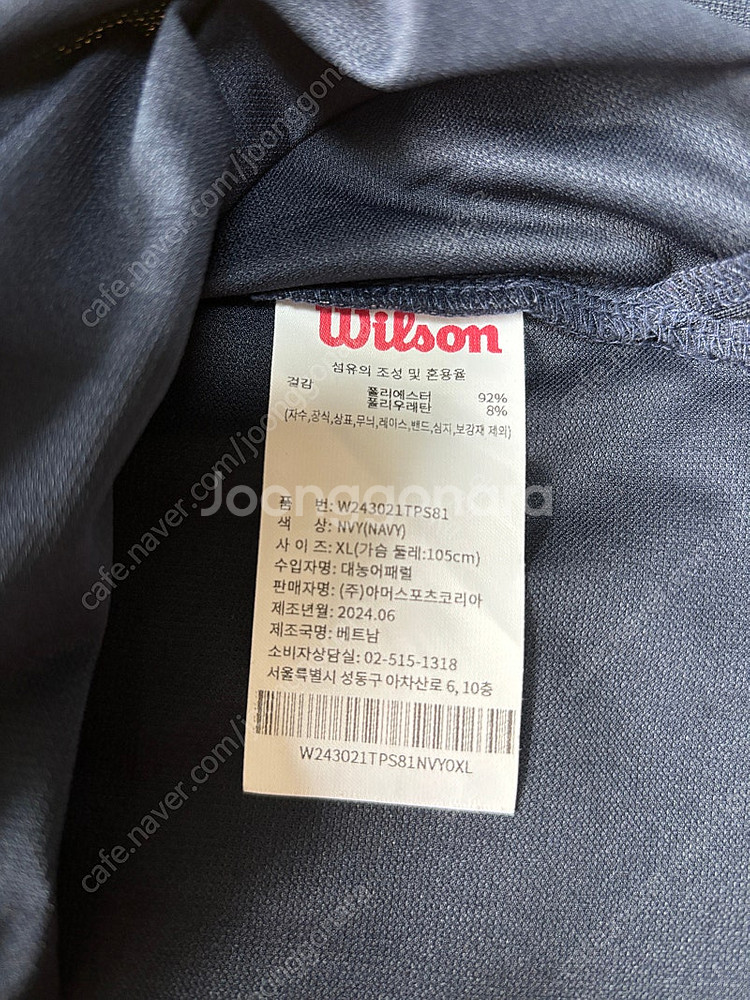 Wilson
섬유의 조성 및 혼용율
겉감 폴리에스터 92%
폴리우레탄 8%
(자수,장식,상표,무늬,레이스,밴드,심지,보강재 제외)
Joonggonara
품 번: W243021TPS81
색 상: NVY(NAVY)
사 이 즈: XL(가슴 둘레:105cm)
수입자명: 대농어패럴
판매자명: (주)아머스포츠코리아
제조년월: 2024.06
제조국명: 베트남
소비자상담실: 02-515-1318
서울특별시 성동구 아차산로 6, 10층
W243021TPS81NVY0XL
cafe.naver.com/joonggonara
cafe.naver.com/joonggonara
cafe.naver.com/joonggonara